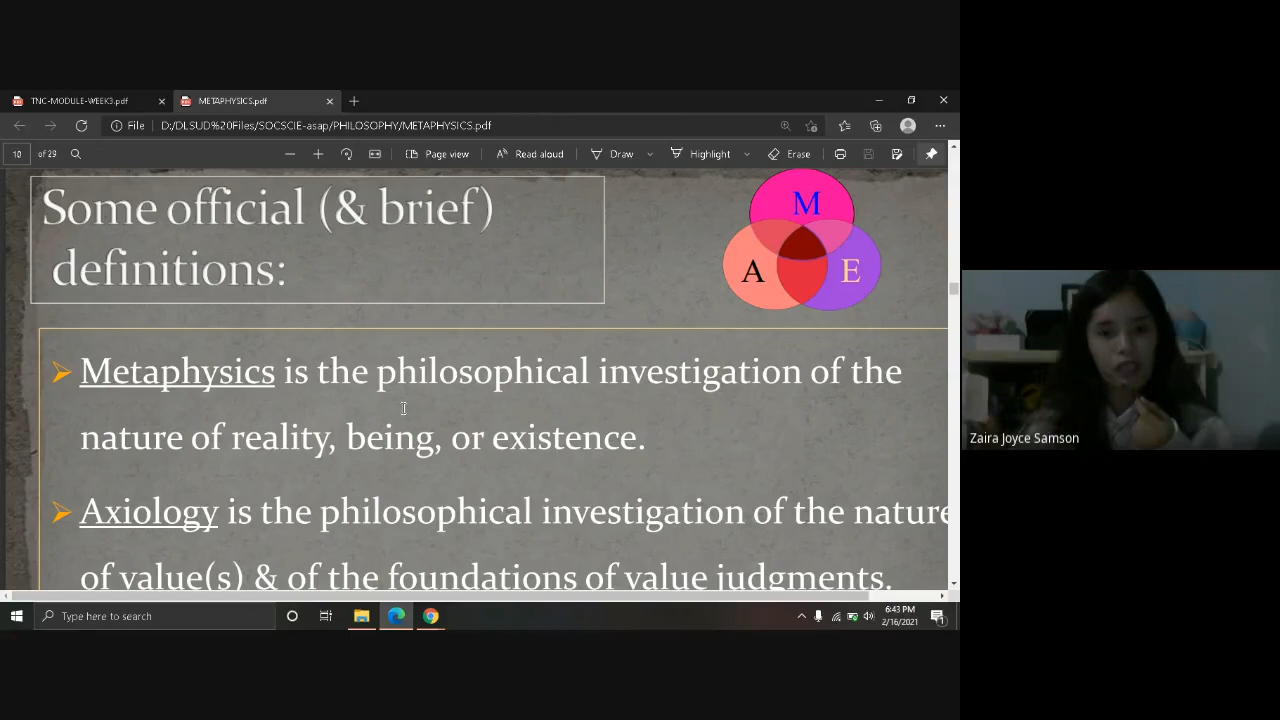 TNC-MODULE-WEEK3.pdf
METAPHYSICS.pdf
File
D:/DLSUD%20Files/SOCSCIE-asap/PHILOSOPHY/METAPHYSICS.pdf
10 of 29
Page view
Read aloud
Draw
Highlight
Erase
Some official (& brief)
definitions:
M
A
E
Metaphysics is the philosophical investigation of the
nature of reality, being, or existence.
Axiology is the philosophical investigation of the nature
of value(s) & of the foundations of value judgments.
Zaira Joyce Samson
Type here to search
6:43 PM
2/16/2021
1